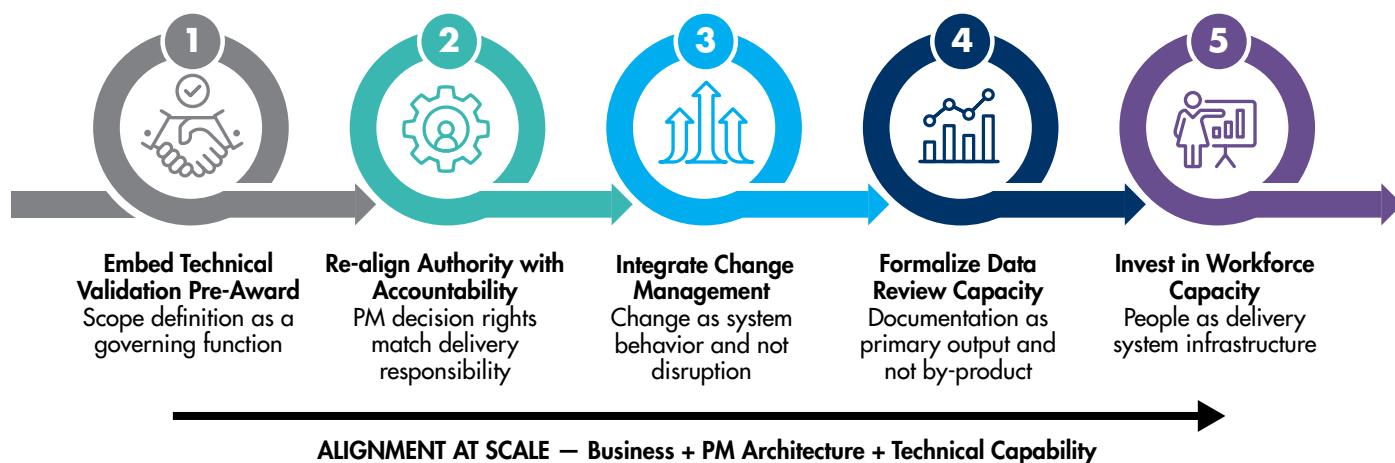 1
Embed Technical
Validation Pre-Award
Scope definition as a
governing function
2
Re-align Authority with
Accountability
PM decision rights
match delivery
responsibility
3
Integrate Change
Management
Change as system
behavior and not
disruption
4
Formalize Data
Review Capacity
Documentation as
primary output and
not by-product
5
Invest in Workforce
Capacity
People as delivery
system infrastructure
ALIGNMENT AT SCALE — Business + PM Architecture + Technical Capability